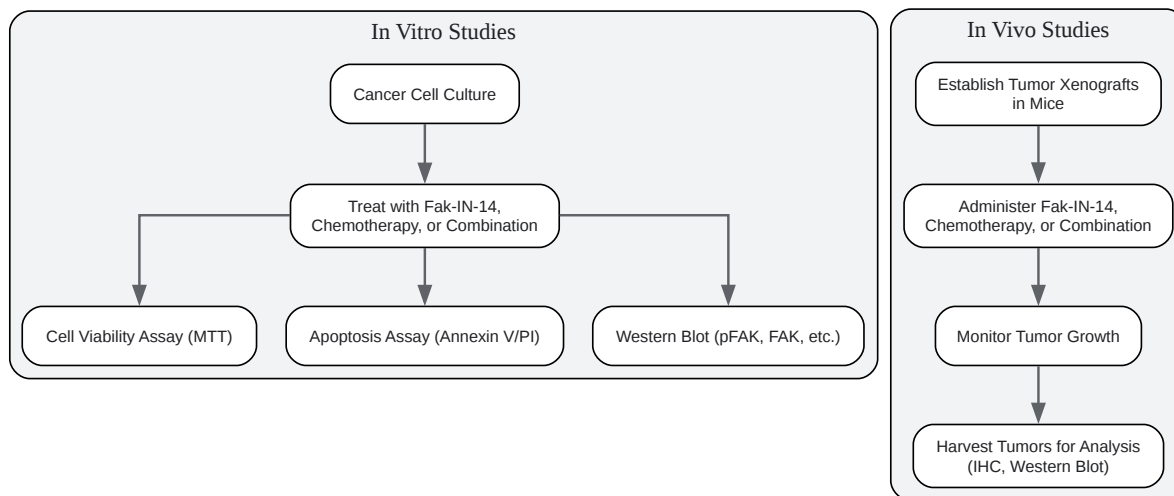 In Vitro Studies
Cancer Cell Culture
Treat with Fak-IN-14,
Chemotherapy, or Combination
Cell Viability Assay (MTT)
Apoptosis Assay (Annexin V/PI)
Western Blot (pFAK, FAK, etc.)
In Vivo Studies
Establish Tumor Xenografts
in Mice
Administer Fak-IN-14,
Chemotherapy, or Combination
Monitor Tumor Growth
Harvest Tumors for Analysis
(IHC, Western Blot)